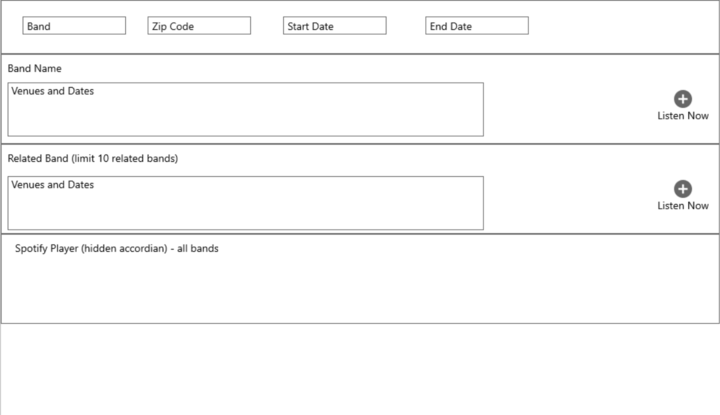 Band
Zip Code
Start Date
End Date
Band Name
Venues and Dates
Listen Now
Related Band (limit 10 related bands)
Venues and Dates
Listen Now
Spotify Player (hidden accordian) - all bands